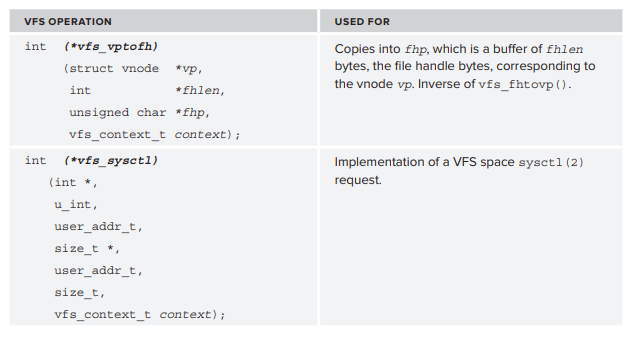 VFS OPERATION USED FOR
int (*vfs_vptofh)
(struct vnode *vp,
int *fhlen,
unsigned char *fhp,
vfs_context_t context);
Copies into fhp, which is a buffer of fhlen
bytes, the file handle bytes, corresponding to
the vnode vp. Inverse of vfs_fhtovp().
int (*vfs_sysctl)
(int *,
u_int,
user_addr_t,
size_t *,
user_addr_t,
size_t,
vfs_context_t context);
Implementation of a VFS space sysctl(2)
request.